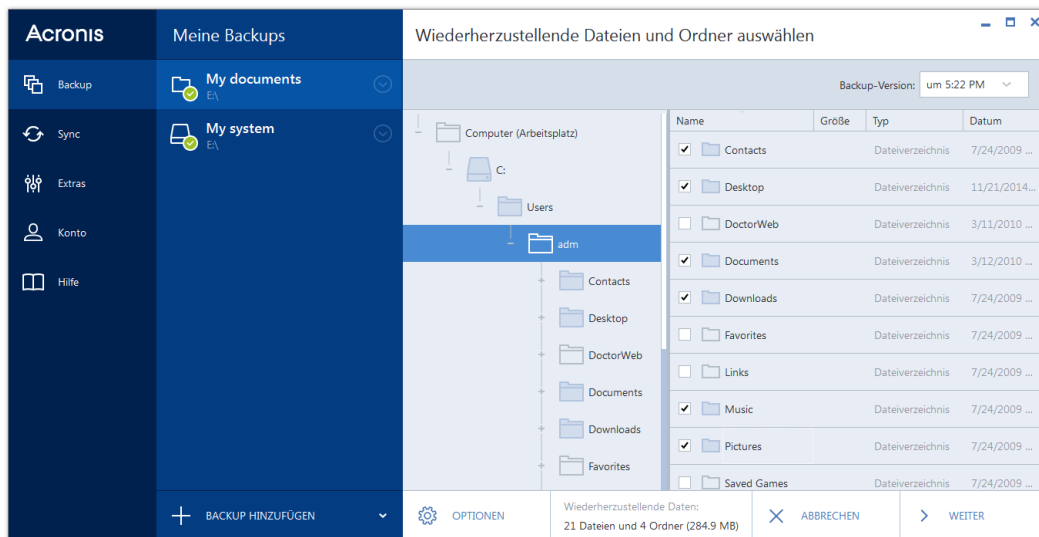 Acronis
Backup
Sync
Extras
Konto
Hilfe
Meine Backups
My documents
E:\
My system
E:\
BACKUP HINZUFÜGEN
Wiederherzustellende Dateien und Ordner auswählen
Backup-Version: um 5:22 PM
Computer (Arbeitsplatz)
C:
Users
adm
Contacts
Desktop
DoctorWeb
Documents
Downloads
Favorites
Name Größe Typ Datum
Contacts Dateiverzeichnis 7/24/2009 ...
Desktop Dateiverzeichnis 11/21/2014...
DoctorWeb Dateiverzeichnis 3/11/2010 ...
Documents Dateiverzeichnis 3/12/2010 ...
Downloads Dateiverzeichnis 7/24/2009 ...
Favorites Dateiverzeichnis 7/24/2009 ...
Links Dateiverzeichnis 7/24/2009 ...
Music Dateiverzeichnis 7/24/2009 ...
Pictures Dateiverzeichnis 7/24/2009 ...
Saved Games Dateiverzeichnis 7/24/2009 ...
OPTIONEN
Wiederherzustellende Daten:
21 Dateien und 4 Ordner (284.9 MB)
ABBRECHEN
WEITER